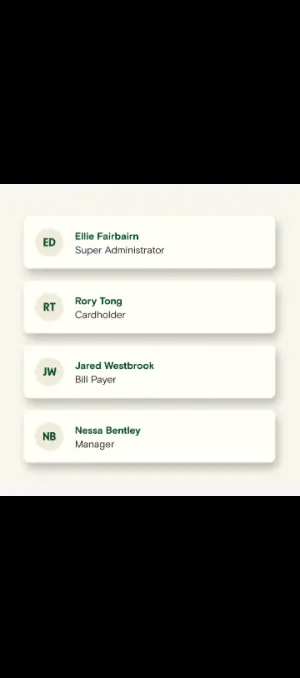 ED
Ellie Fairbairn
Super Administrator
RT
Rory Tong
Cardholder
JW
Jared Westbrook
Bill Payer
NB
Nessa Bentley
Manager